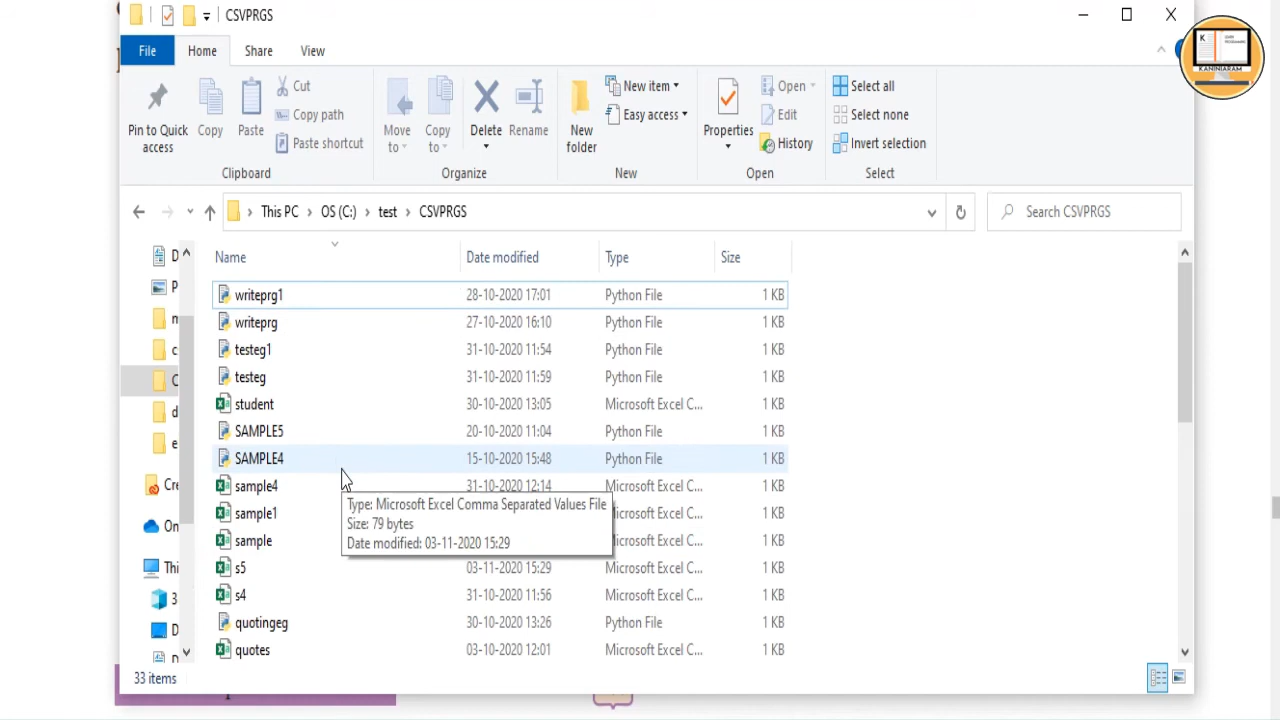 CSVPRGS
File Home Share View
Pin to Quick access
Copy
Paste
Cut
Copy path
Paste shortcut
Clipboard
Move to
Copy to
Delete
Rename
Organize
New folder
New item
Easy access
New
Properties
Open
Edit
History
Open
Select all
Select none
Invert selection
Select
K
KANINIARAM
This PC › OS (C:) › test › CSVPRGS
Search CSVPRGS
Name Date modified Type Size
writeprg1 28-10-2020 17:01 Python File 1 KB
writeprg 27-10-2020 16:10 Python File 1 KB
testeg1 31-10-2020 11:54 Python File 1 KB
testeg 31-10-2020 11:59 Python File 1 KB
student 30-10-2020 13:05 Microsoft Excel C... 1 KB
SAMPLE5 20-10-2020 11:04 Python File 1 KB
SAMPLE4 15-10-2020 15:48 Python File 1 KB
sample4 31-10-2020 12:14 Microsoft Excel C... 1 KB
sample1 Microsoft Excel C... 1 KB
sample Microsoft Excel C... 1 KB
s5 03-11-2020 15:29 Microsoft Excel C... 1 KB
s4 31-10-2020 11:56 Microsoft Excel C... 1 KB
quotingeg 30-10-2020 13:26 Python File 1 KB
quotes 03-11-2020 12:01 Microsoft Excel C... 1 KB
Type: Microsoft Excel Comma Separated Values File
Size: 79 bytes
Date modified: 03-11-2020 15:29
D
P
C
d
e
Cre
On
Thi
3
D
33 items